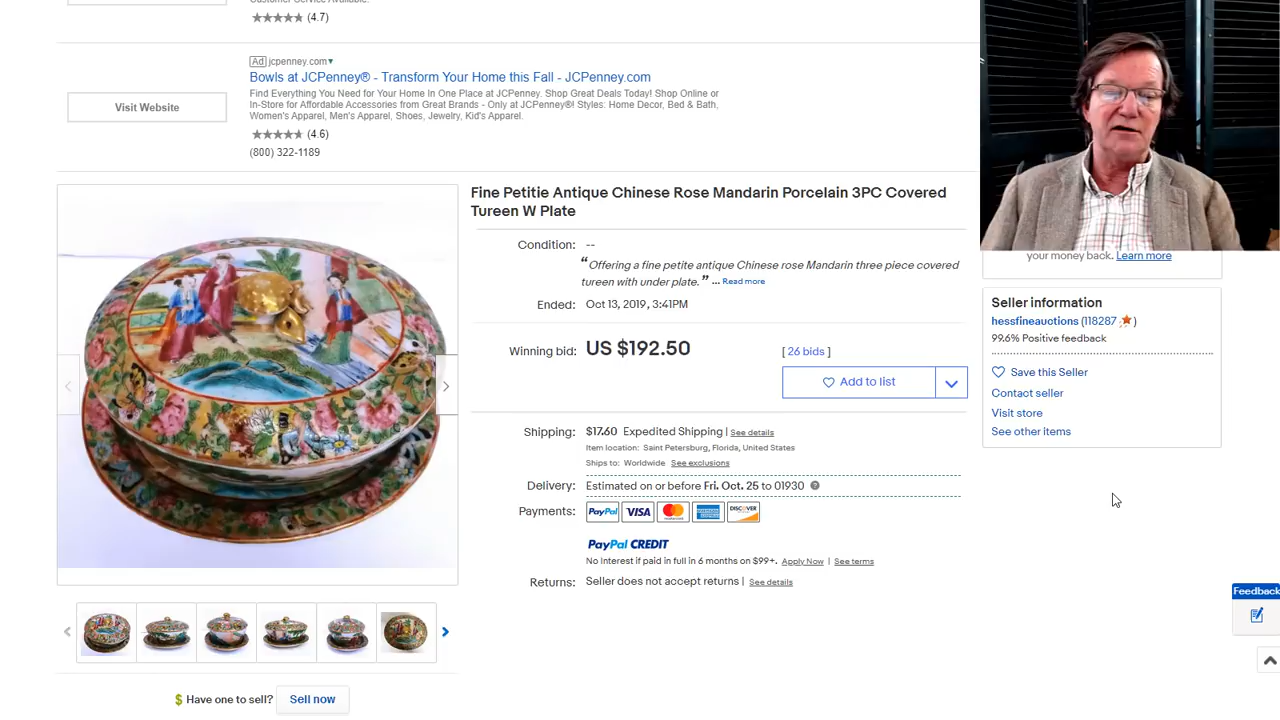 Customer Service Available.
(4.7)
Ad jcpenney.com
Bowls at JCPenney® - Transform Your Home this Fall - JCPenney.com
Visit Website
Find Everything You Need for Your Home In One Place at JCPenney. Shop Great Deals Today! Shop Online or
In-Store for Affordable Accessories from Great Brands - Only at JCPenney®! Styles: Home Decor, Bed & Bath,
Women's Apparel, Men's Apparel, Shoes, Jewelry, Kid's Apparel.
(4.6)
(800) 322-1189
Fine Petitie Antique Chinese Rose Mandarin Porcelain 3PC Covered
Tureen W Plate
Condition: --
“Offering a fine petite antique Chinese rose Mandarin three piece covered
tureen with under plate.” ... Read more
Ended: Oct 13, 2019, 3:41PM
Winning bid: US $192.50 [ 26 bids ]
Add to list
Shipping: $17.60 Expedited Shipping | See details
Item location: Saint Petersburg, Florida, United States
Ships to: Worldwide See exclusions
Delivery: Estimated on or before Fri. Oct. 25 to 01930
Payments: PayPal VISA MasterCard AMERICAN EXPRESS DISCOVER
PayPal CREDIT
No Interest if paid in full in 6 months on $99+. Apply Now | See terms
Returns: Seller does not accept returns | See details
your money back. Learn more
Seller information
hessfineauctions (118287 )
99.6% Positive feedback
Save this Seller
Contact seller
Visit store
See other items
Feedback
$ Have one to sell? Sell now